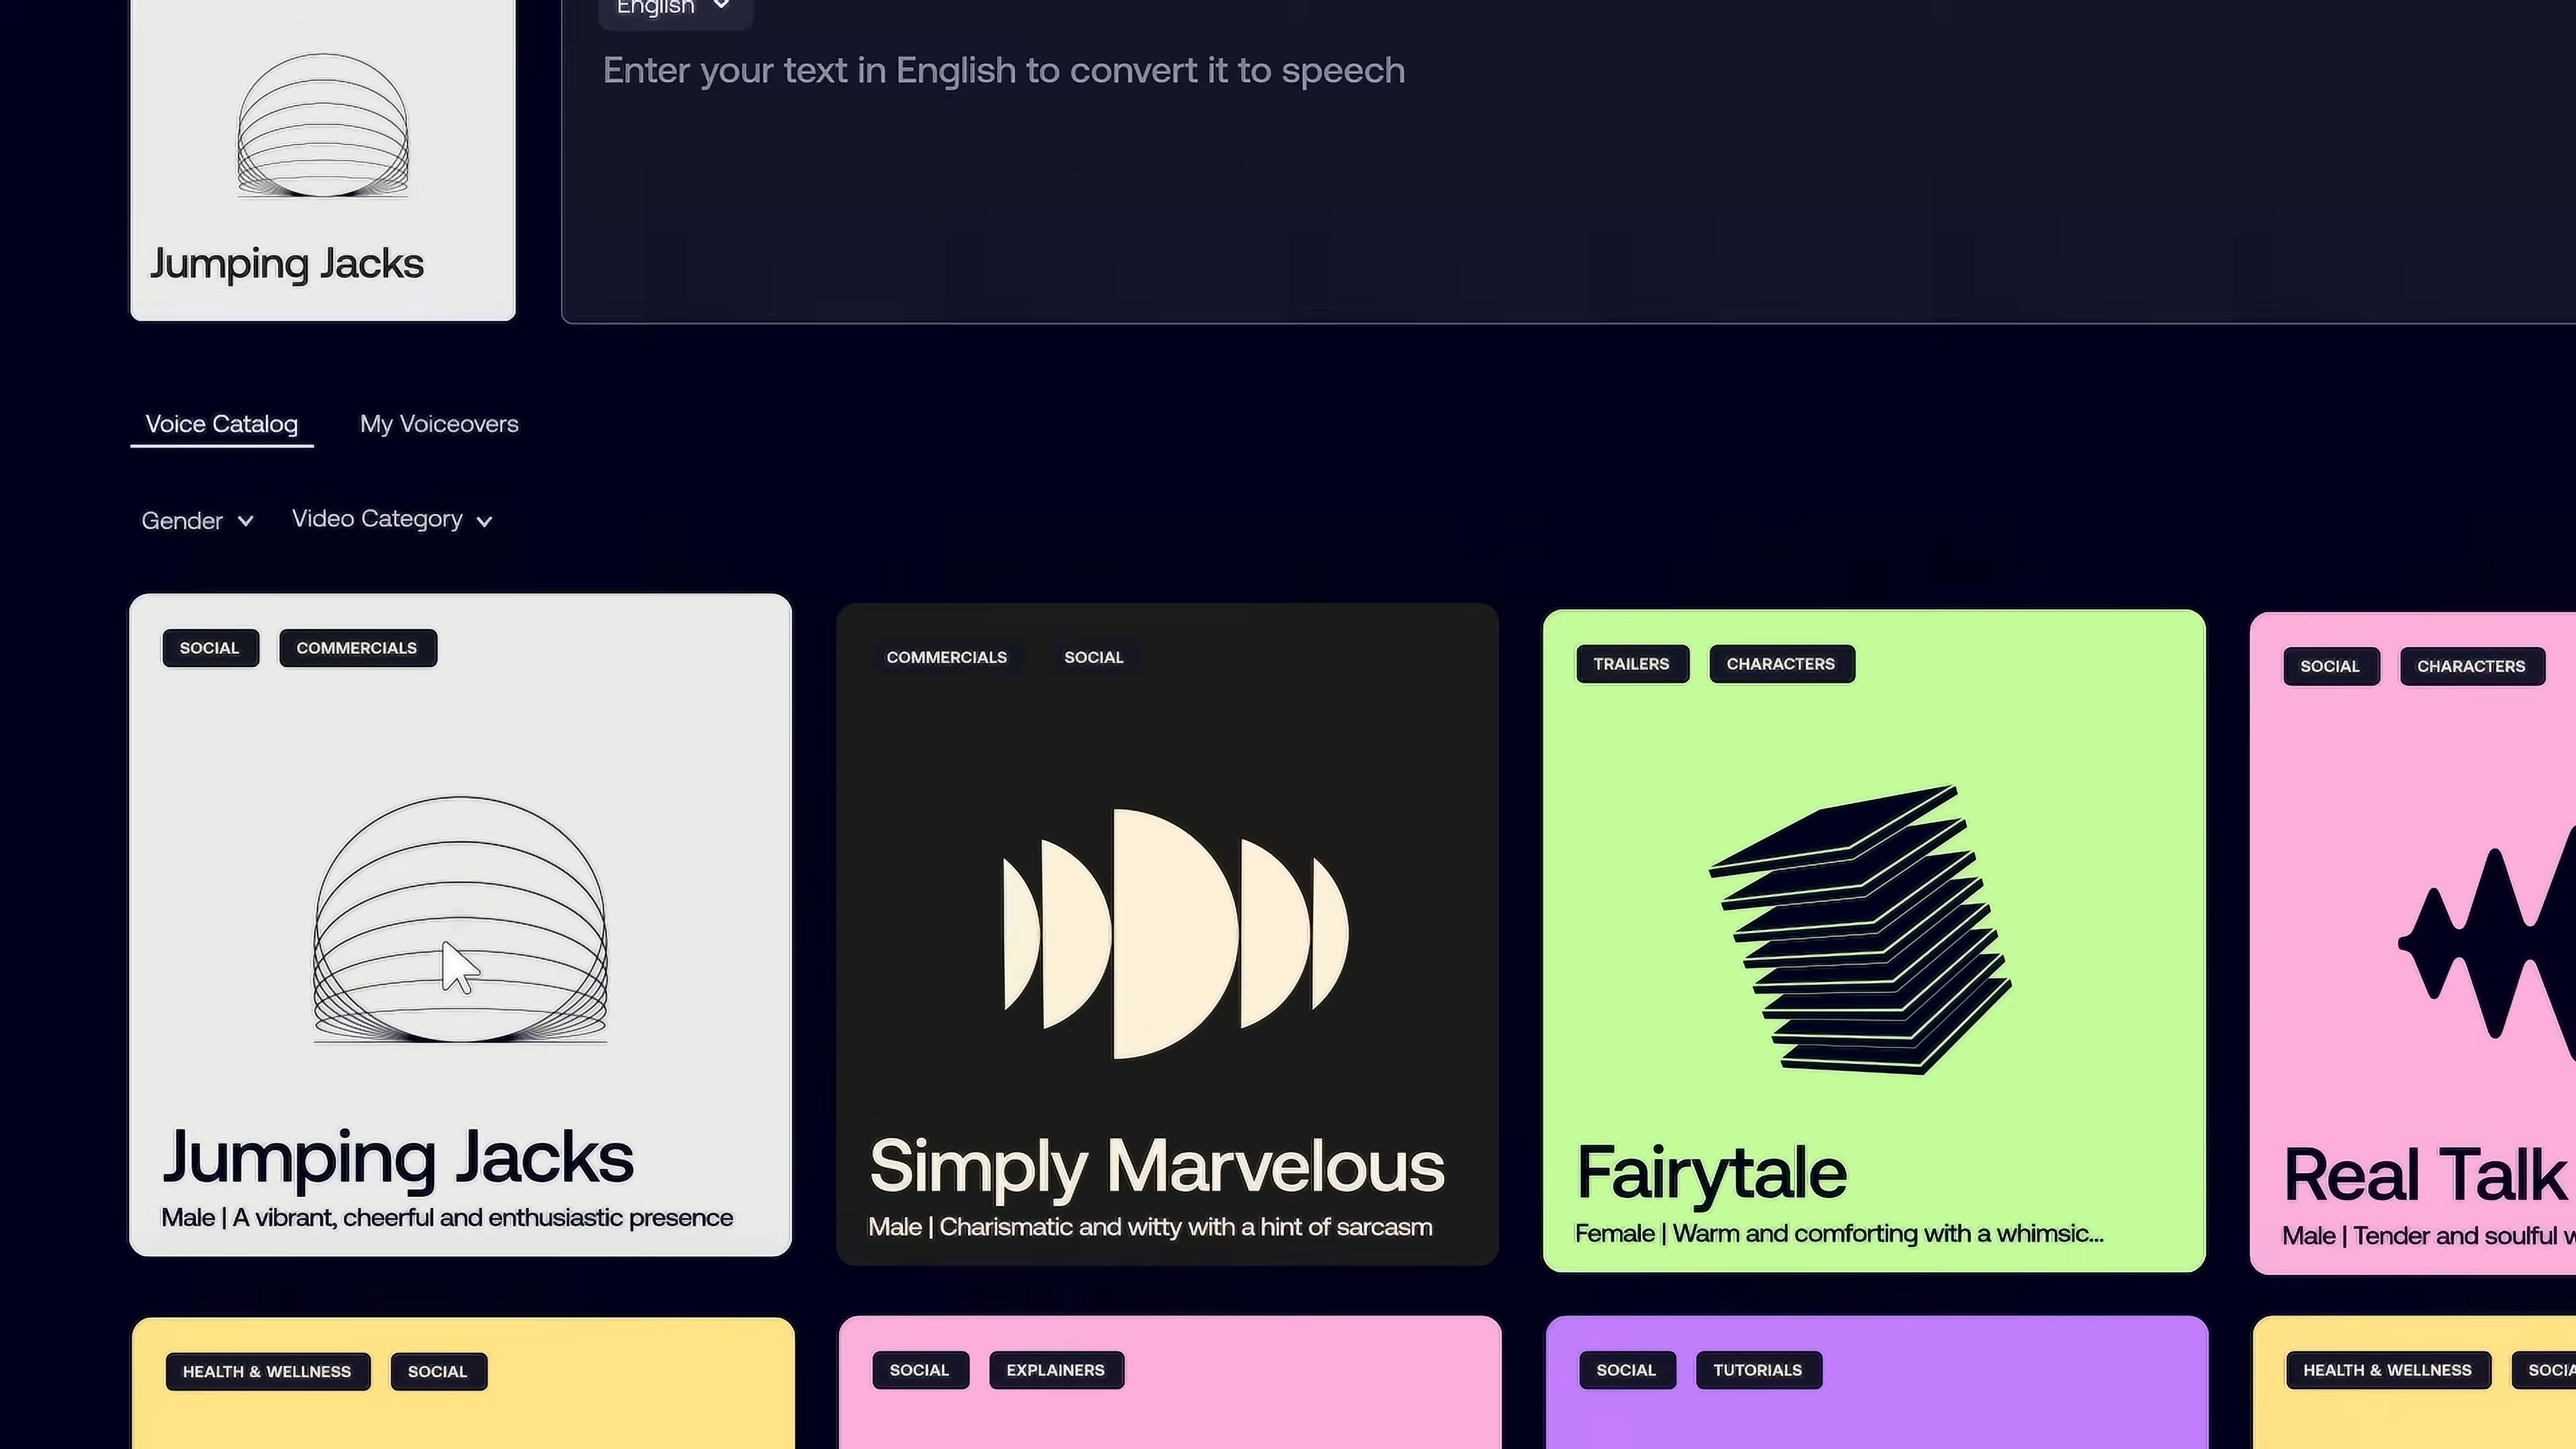 English
Enter your text in English to convert it to speech
Jumping Jacks
Voice Catalog
My Voiceovers
Gender
Video Category
SOCIAL
COMMERCIALS
Jumping Jacks
Male | A vibrant, cheerful and enthusiastic presence
COMMERCIALS
SOCIAL
Simply Marvelous
Male | Charismatic and witty with a hint of sarcasm
TRAILERS
CHARACTERS
Fairytale
Female | Warm and comforting with a whimsic...
SOCIAL
CHARACTERS
Real Talk
Male | Tender and soulful
HEALTH & WELLNESS
SOCIAL
SOCIAL
EXPLAINERS
SOCIAL
TUTORIALS
HEALTH & WELLNESS